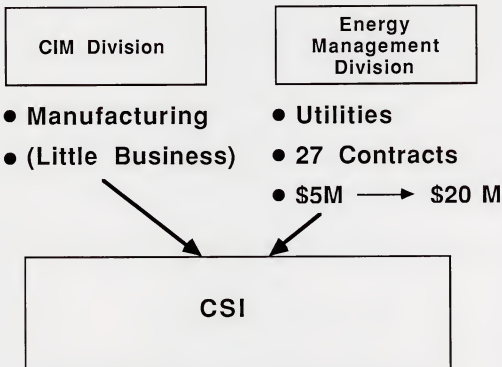 CIM Division
● Manufacturing
● (Little Business)
Energy
Management
Division
● Utilities
● 27 Contracts
● $5M → $20 M
CSI